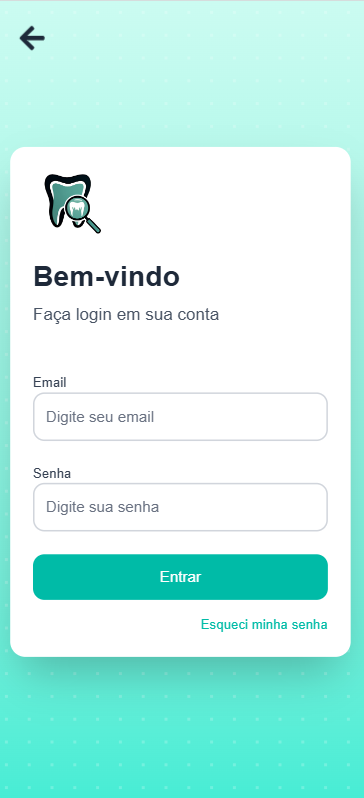 Bem-vindo
Faça login em sua conta
Email
Digite seu email
Senha
Digite sua senha
Entrar
Esqueci minha senha